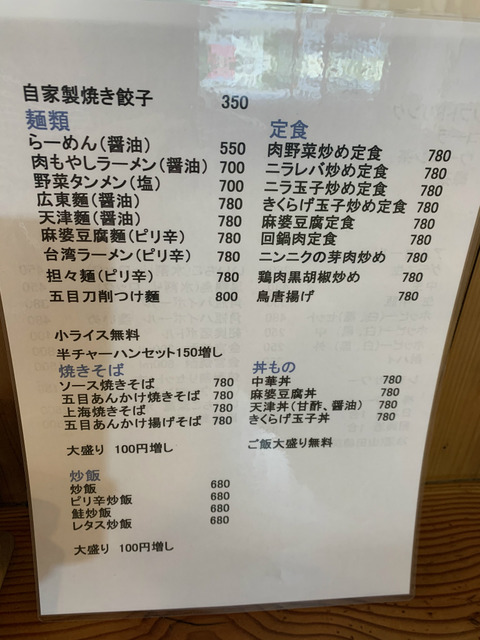 自家製焼き餃子 350
麺類
らーめん(醤油) 550
肉もやしラーメン(醤油) 700
野菜タンメン(塩) 700
広東麺(醤油) 780
天津麺(醤油) 780
麻婆豆腐麺(ピリ辛) 780
台湾ラーメン(ピリ辛) 780
担々麺(ピリ辛) 780
五目刀削つけ麺 800
小ライス無料
半チャーハンセット150増し
定食
肉野菜炒め定食 780
ニラレバ炒め定食 780
ニラ玉子炒め定食 780
きくらげ玉子炒め定食 780
麻婆豆腐定食 780
回鍋肉定食 780
ニンニクの芽肉炒め 780
鶏肉黒胡椒炒め 780
鳥唐揚げ 780
焼きそば
ソース焼きそば 780
五目あんかけ焼きそば 780
上海焼きそば 780
五目あんかけ揚げそば 780
大盛り 100円増し
丼もの
中華丼 780
麻婆豆腐丼 780
天津丼(甘酢、醤油) 780
きくらげ玉子丼 780
ご飯大盛り無料
炒飯
炒飯 680
ピリ辛炒飯 680
鮭炒飯 680
レタス炒飯 680
大盛り 100円増し